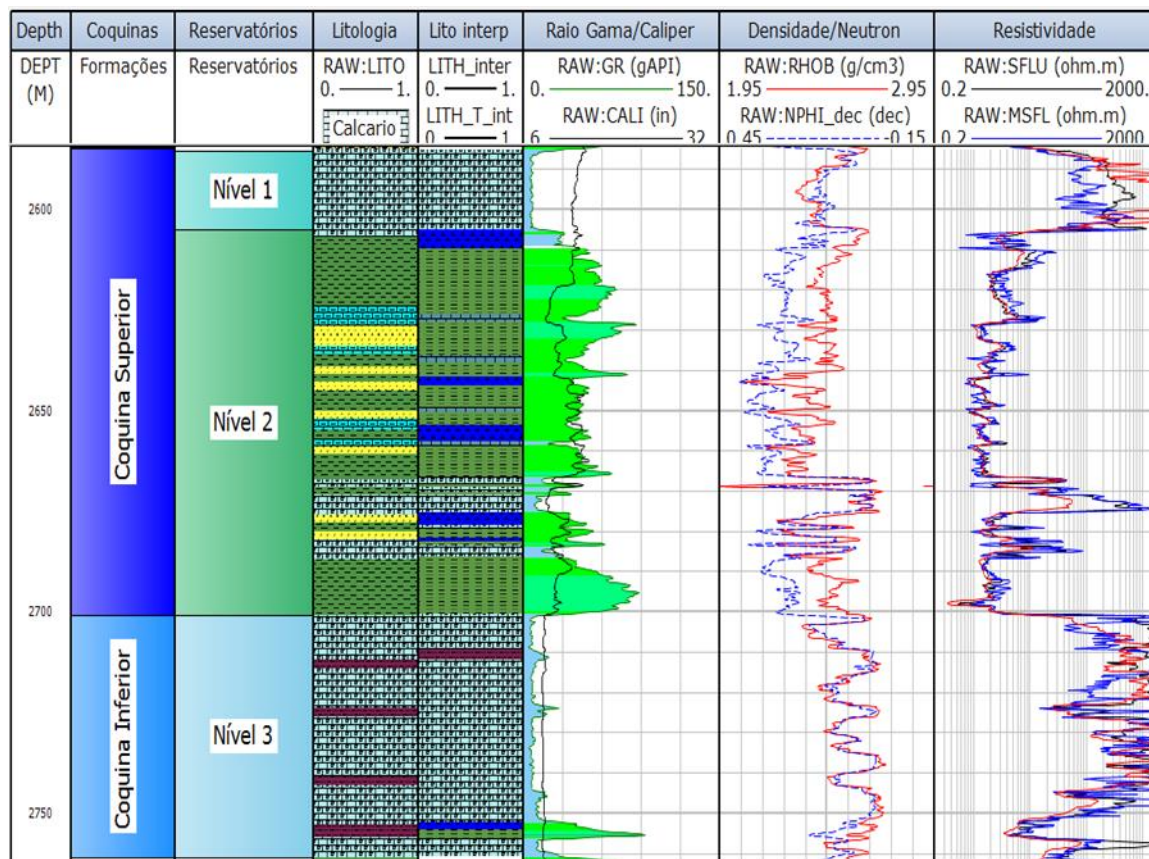 Depth Coquinas Reservatórios Litologia Lito interp Raio Gama/Caliper Densidade/Neutron Resistividade
DEPT Formações Reservatórios RAW:LITO LITH_inter RAW:GR (gAPI) RAW:RHOB (g/cm3) RAW:SFLU (ohm.m)
(M) 0. 1. 0. 1. 0. 150. 1.95 2.95 0.2 2000.
LITH_T_int RAW:CALI (in) RAW:NPHI_dec (dec) RAW:MSFL (ohm.m)
Calcario 0 1 6 32 0.45 -0.15 0.2 2000
Nível 1
2600
Coquina Superior
Nível 2
2650
2700
Coquina Inferior
Nível 3
2750